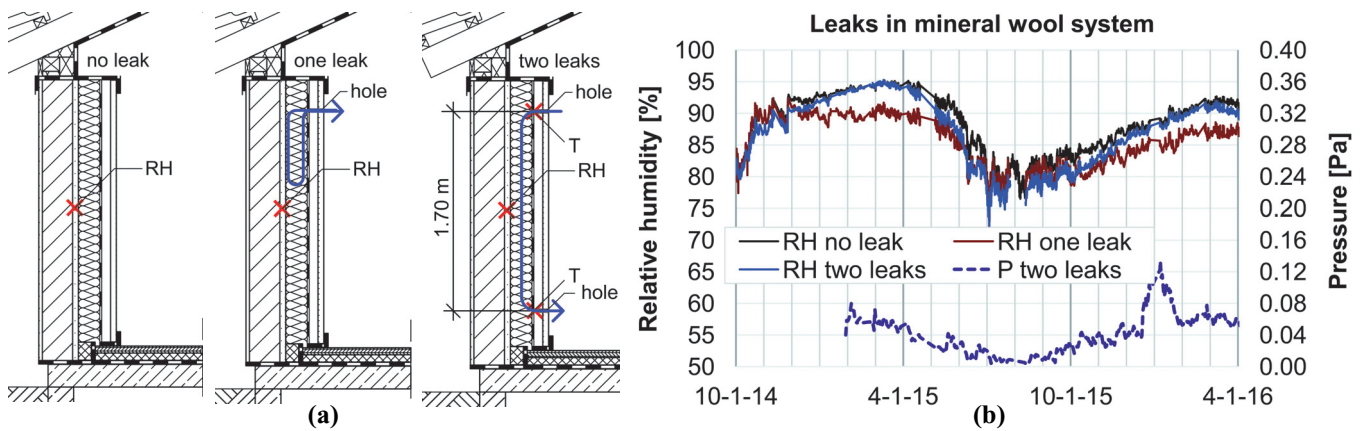 no leak
RH
one leak
hole
RH
two leaks
hole
T
RH
1.70 m
T
hole
(a)
Leaks in mineral wool system
Relative humidity [%]
100
95
90
85
80
75
70
65
60
55
50
0.40
0.36
0.32
0.28
0.24
0.20
0.16
0.12
0.08
0.04
0.00
Pressure [Pa]
RH no leak
RH one leak
RH two leaks
P two leaks
10-1-14
4-1-15
10-1-15
4-1-16
(b)